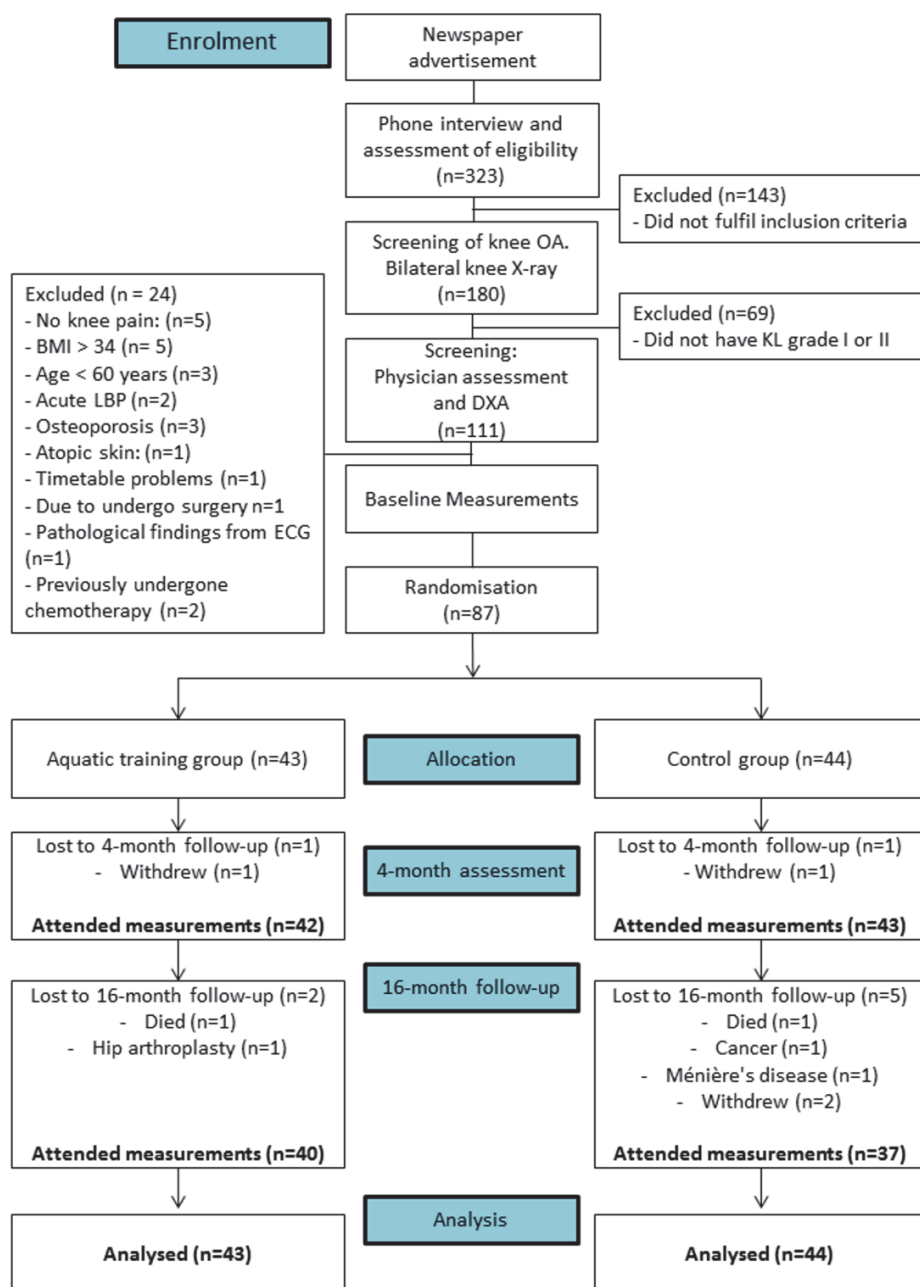 Enrolment
Newspaper
advertisement
Phone interview and
assessment of eligibility
(n=323)
Excluded (n=143)
- Did not fulfil inclusion criteria
Screening of knee OA.
Bilateral knee X-ray
(n=180)
Excluded (n=69)
- Did not have KL grade I or II
Excluded (n = 24)
- No knee pain: (n=5)
- BMI > 34 (n= 5)
- Age < 60 years (n=3)
- Acute LBP (n=2)
- Osteoporosis (n=3)
- Atopic skin: (n=1)
- Timetable problems (n=1)
- Due to undergo surgery n=1
- Pathological findings from ECG
(n=1)
- Previously undergone
chemotherapy (n=2)
Screening:
Physician assessment
and DXA
(n=111)
Baseline Measurements
Randomisation
(n=87)
Aquatic training group (n=43)
Allocation
Control group (n=44)
Lost to 4-month follow-up (n=1)
- Withdrew (n=1)
Attended measurements (n=42)
4-month assessment
Lost to 4-month follow-up (n=1)
- Withdrew (n=1)
Attended measurements (n=43)
16-month follow-up
Lost to 16-month follow-up (n=2)
- Died (n=1)
- Hip arthroplasty (n=1)
Attended measurements (n=40)
Lost to 16-month follow-up (n=5)
- Died (n=1)
- Cancer (n=1)
- Ménière's disease (n=1)
- Withdrew (n=2)
Attended measurements (n=37)
Analysis
Analysed (n=43)
Analysed (n=44)